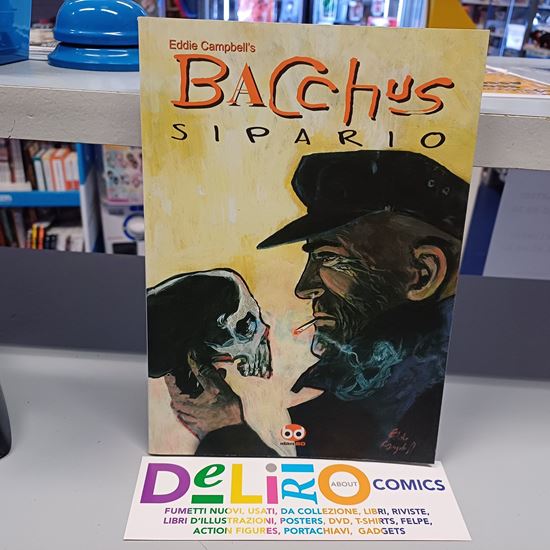 Eddie Campbell's
BACCHUS
SIPARIO
DeLiRiO
ABOUT
COMICS
FUMETTI NUOVI, USATI, DA COLLEZIONE, LIBRI, RIVISTE,
LIBRI D'ILLUSTRAZIONI, POSTERS, DVD, T-SHIRTS, FELPE,
ACTION FIGURES, PORTACHIAVI, GADGETS